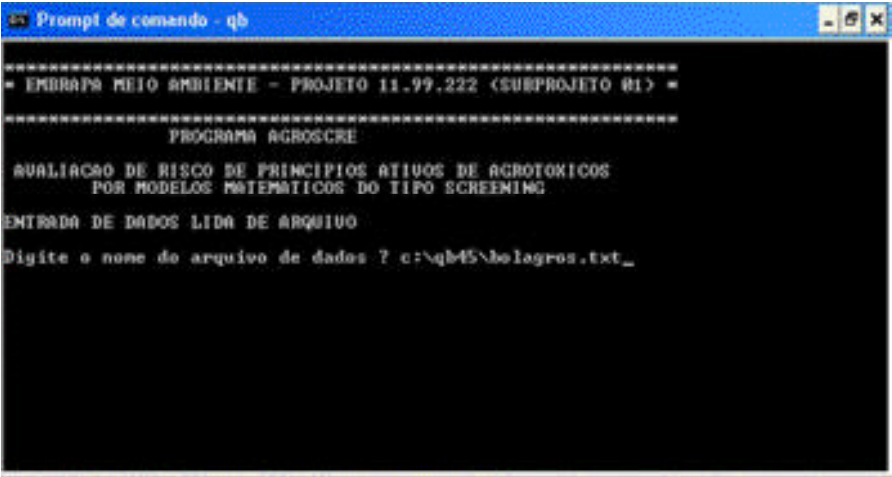 Prompt de comando - qb
= EMBRAPA MEIO AMBIENTE - PROJETO 11.99.222 (SUBPROJETO 01) =
PROGRAMA AGROSCRE
AVALIACAO DE RISCO DE PRINCIPIOS ATIVOS DE AGROTOXICOS
POR MODELOS MATEMATICOS DO TIPO SCREENING
ENTRADA DE DADOS LIDA DE ARQUIVO
Digite o nome do arquivo de dados ? c:\qb45\bolagros.txt_